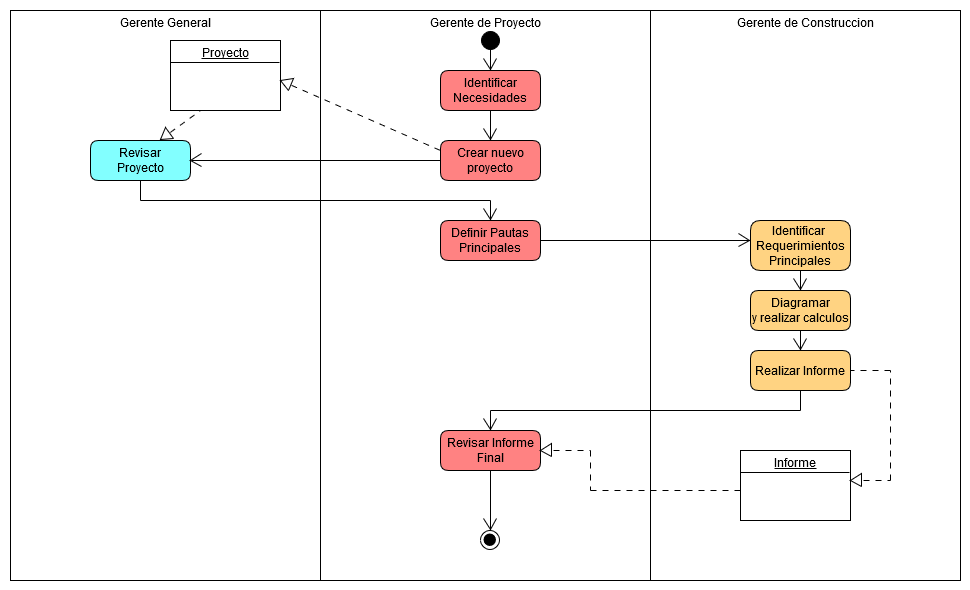 Gerente General
Gerente de Proyecto
Gerente de Construccion
Proyecto
Identificar
Necesidades
Revisar
Proyecto
Crear nuevo
proyecto
Definir Pautas
Principales
Identificar
Requerimientos
Principales
Diagramar
y realizar calculos
Realizar Informe
Revisar Informe
Final
Informe